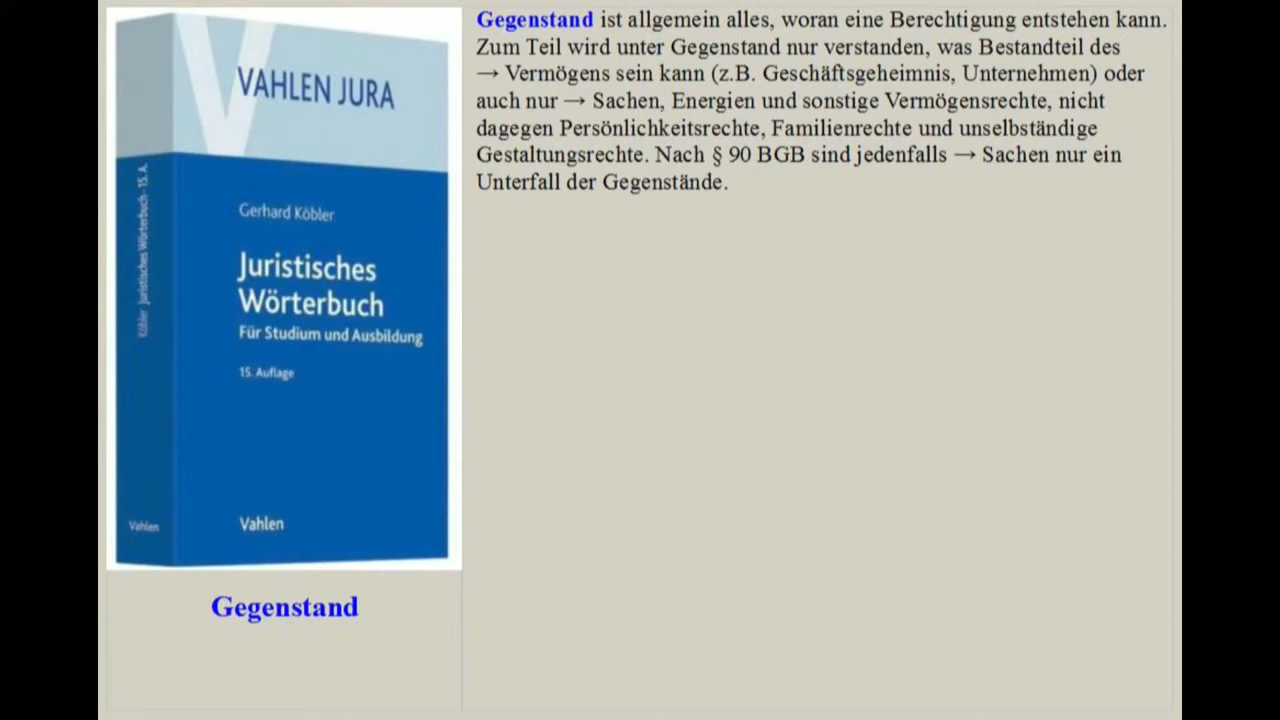 VAHLEN JURA
Köbler Juristisches Wörterbuch · 15. A.
Gerhard Köbler
Juristisches
Wörterbuch
Für Studium und Ausbildung
15. Auflage
Vahlen
Vahlen
Gegenstand
Gegenstand ist allgemein alles, woran eine Berechtigung entstehen kann.
Zum Teil wird unter Gegenstand nur verstanden, was Bestandteil des
→ Vermögens sein kann (z.B. Geschäftsgeheimnis, Unternehmen) oder
auch nur → Sachen, Energien und sonstige Vermögensrechte, nicht
dagegen Persönlichkeitsrechte, Familienrechte und unselbständige
Gestaltungsrechte. Nach § 90 BGB sind jedenfalls → Sachen nur ein
Unterfall der Gegenstände.